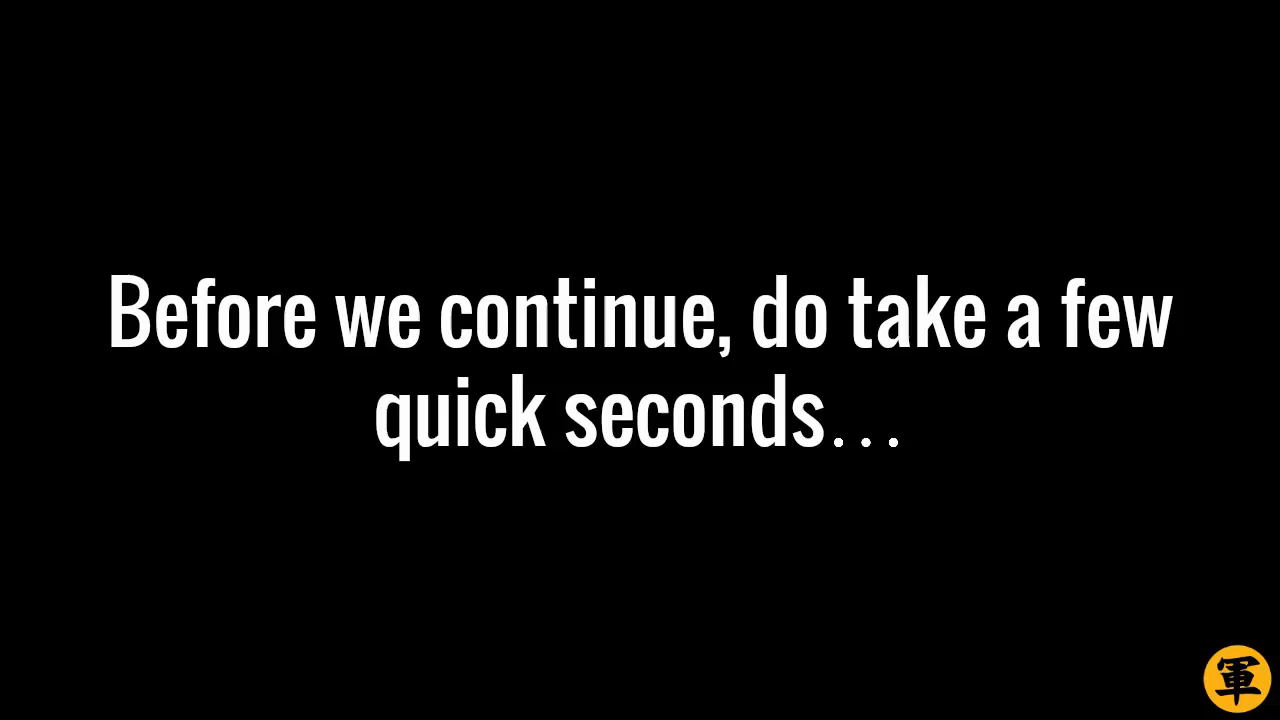 Before we continue, do take a few
quick seconds…
軍